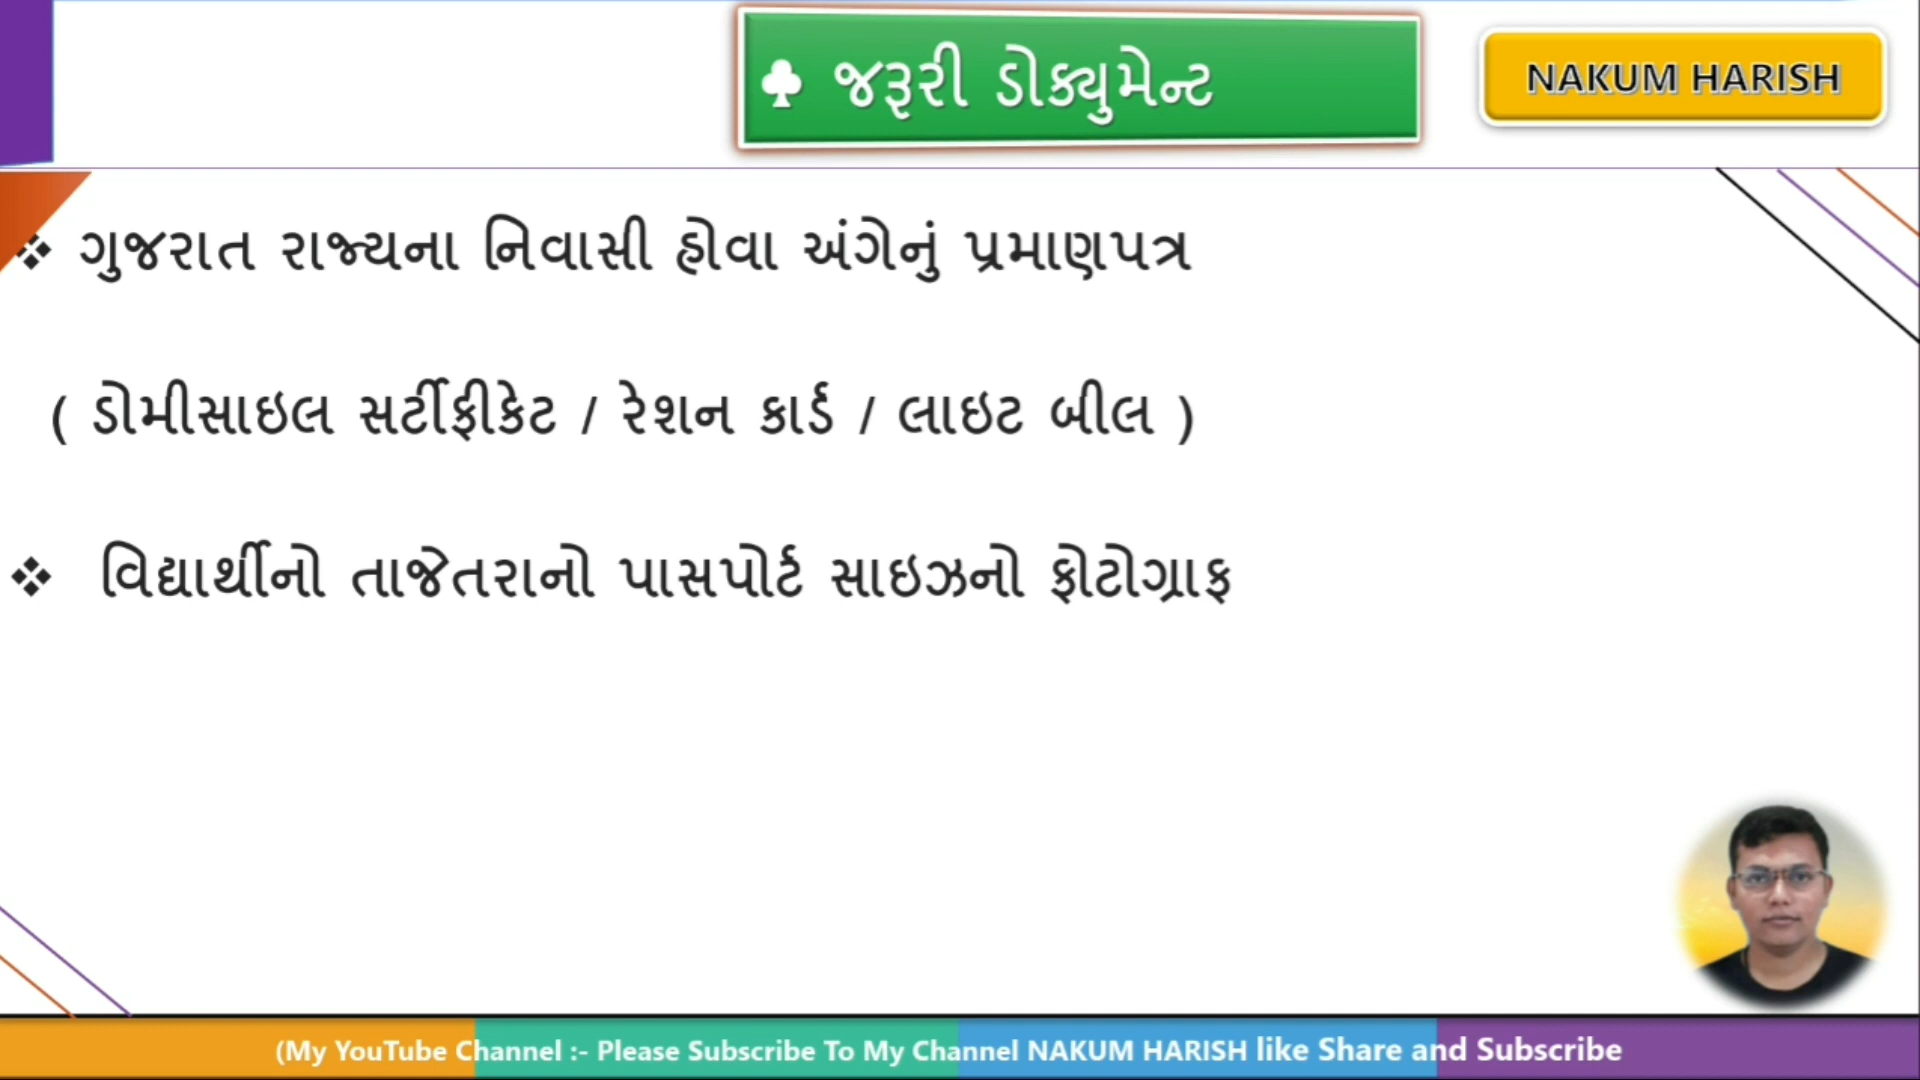 ♣ જરૂરી ડોક્યુમેન્ટ
NAKUM HARISH
❖ ગુજરાત રાજ્યના નિવાસી હોવા અંગેનું પ્રમાણપત્ર
( ડોમીસાઇલ સર્ટીફીકેટ / રેશન કાર્ડ / લાઇટ બીલ )
❖ વિદ્યાર્થીનો તાજેતરાનો પાસપોર્ટ સાઇઝનો ફોટોગ્રાફ
(My YouTube Channel :- Please Subscribe To My Channel NAKUM HARISH like Share and Subscribe